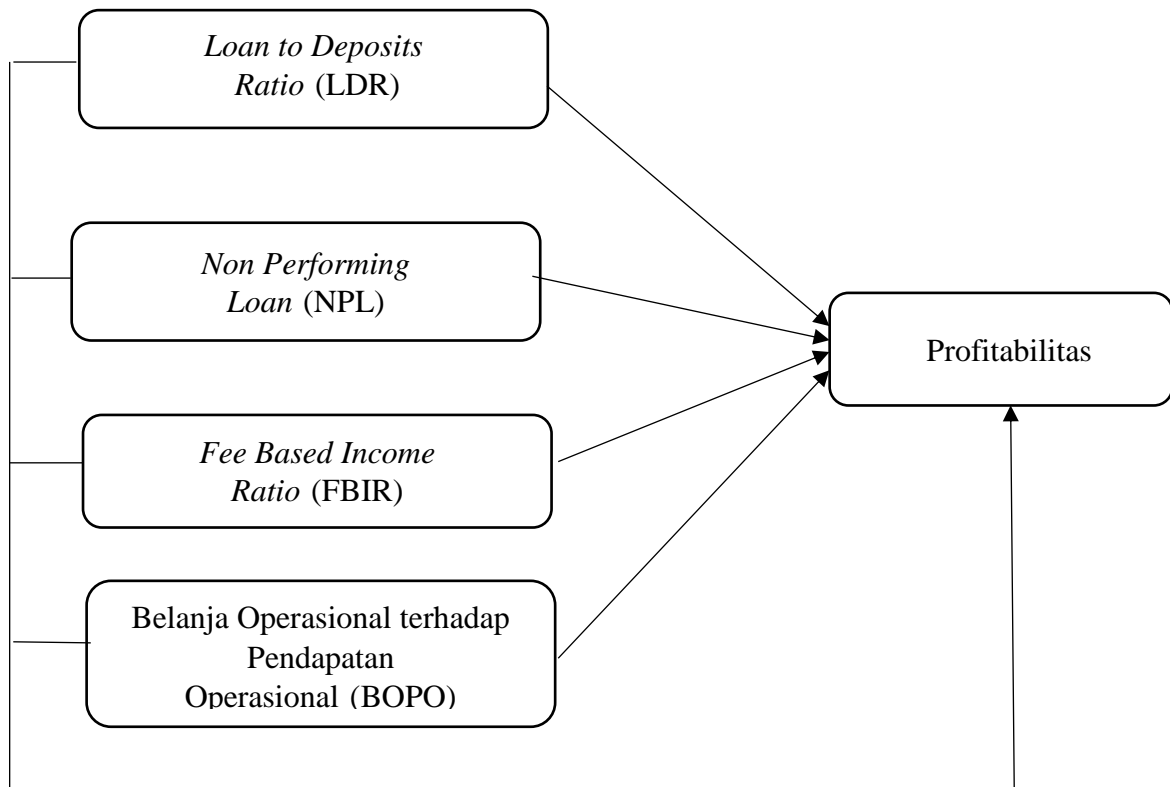 Loan to Deposits
Ratio (LDR)
Non Performing
Loan (NPL)
Profitabilitas
Fee Based Income
Ratio (FBIR)
Belanja Operasional terhadap
Pendapatan
Operasional (BOPO)